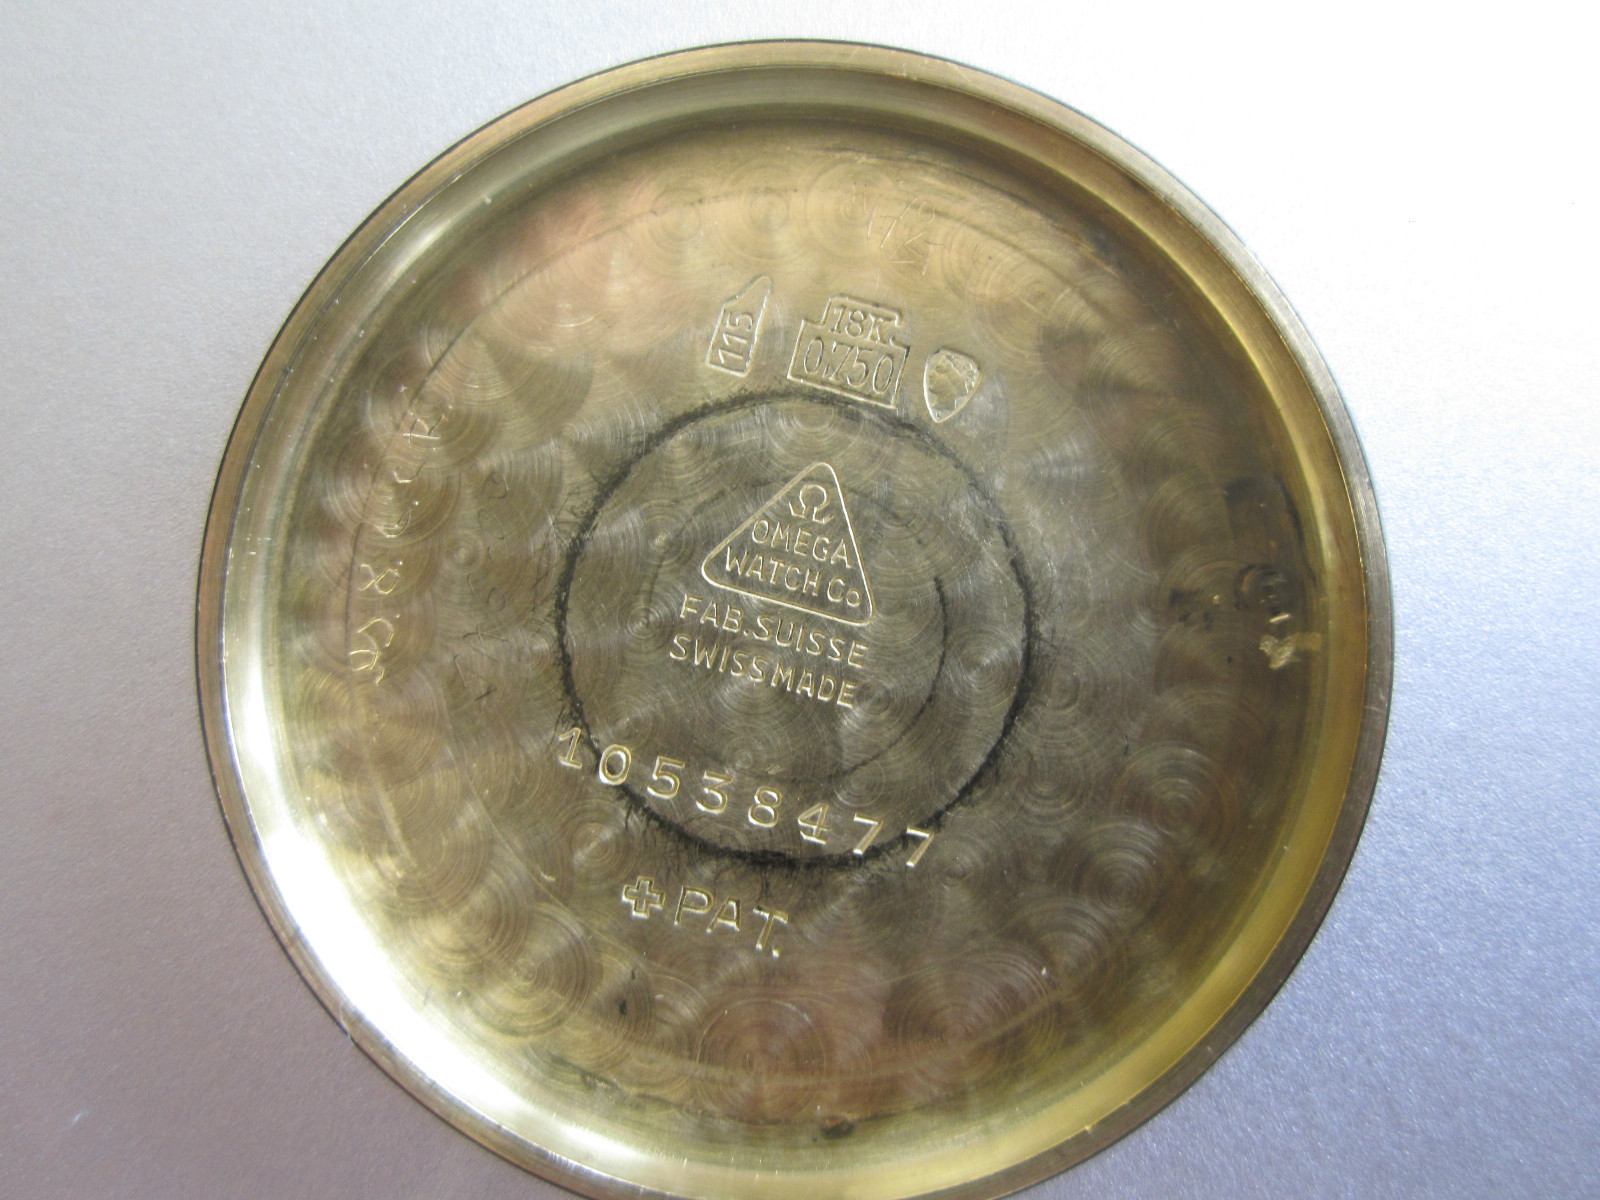 115
18K.
0,750
Ω
OMEGA
WATCH Co
FAB. SUISSE
SWISS MADE
10538477
PAT.